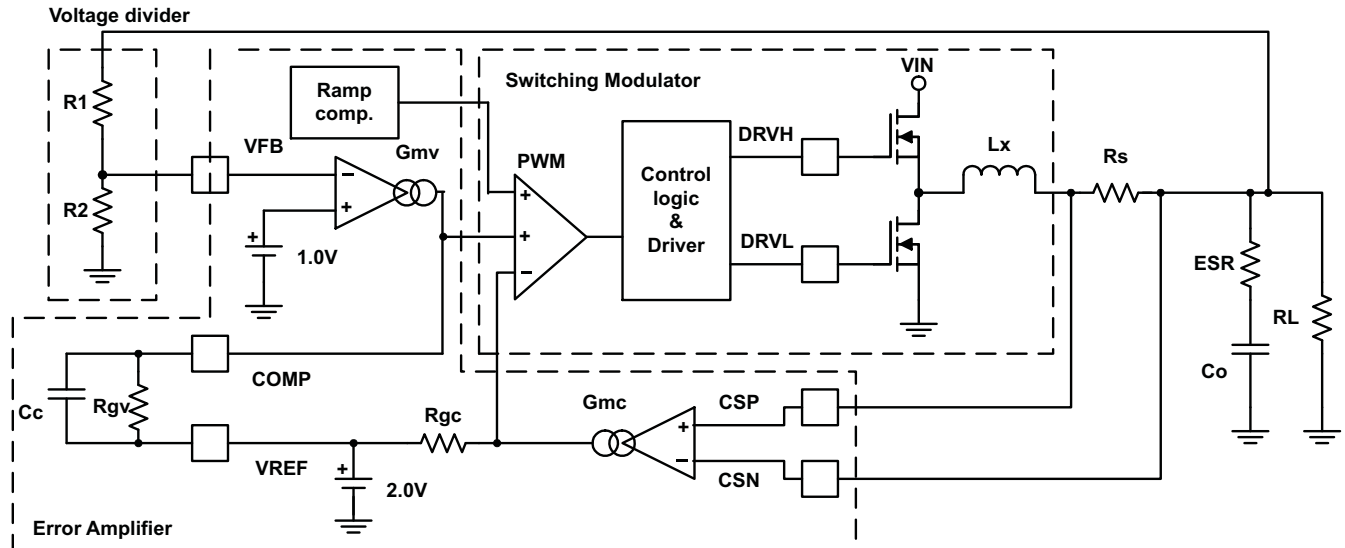 Voltage divider
R1
R2
VFB
Ramp
comp.
Gmv
1.0V
+
−
+
Switching Modulator
PWM
+
+
−
Control
logic
&
Driver
DRVH
DRVL
VIN
Lx
Rs
ESR
Co
RL
COMP
Cc
Rgv
VREF
+
2.0V
Rgc
Gmc
+
−
CSP
CSN
Error Amplifier